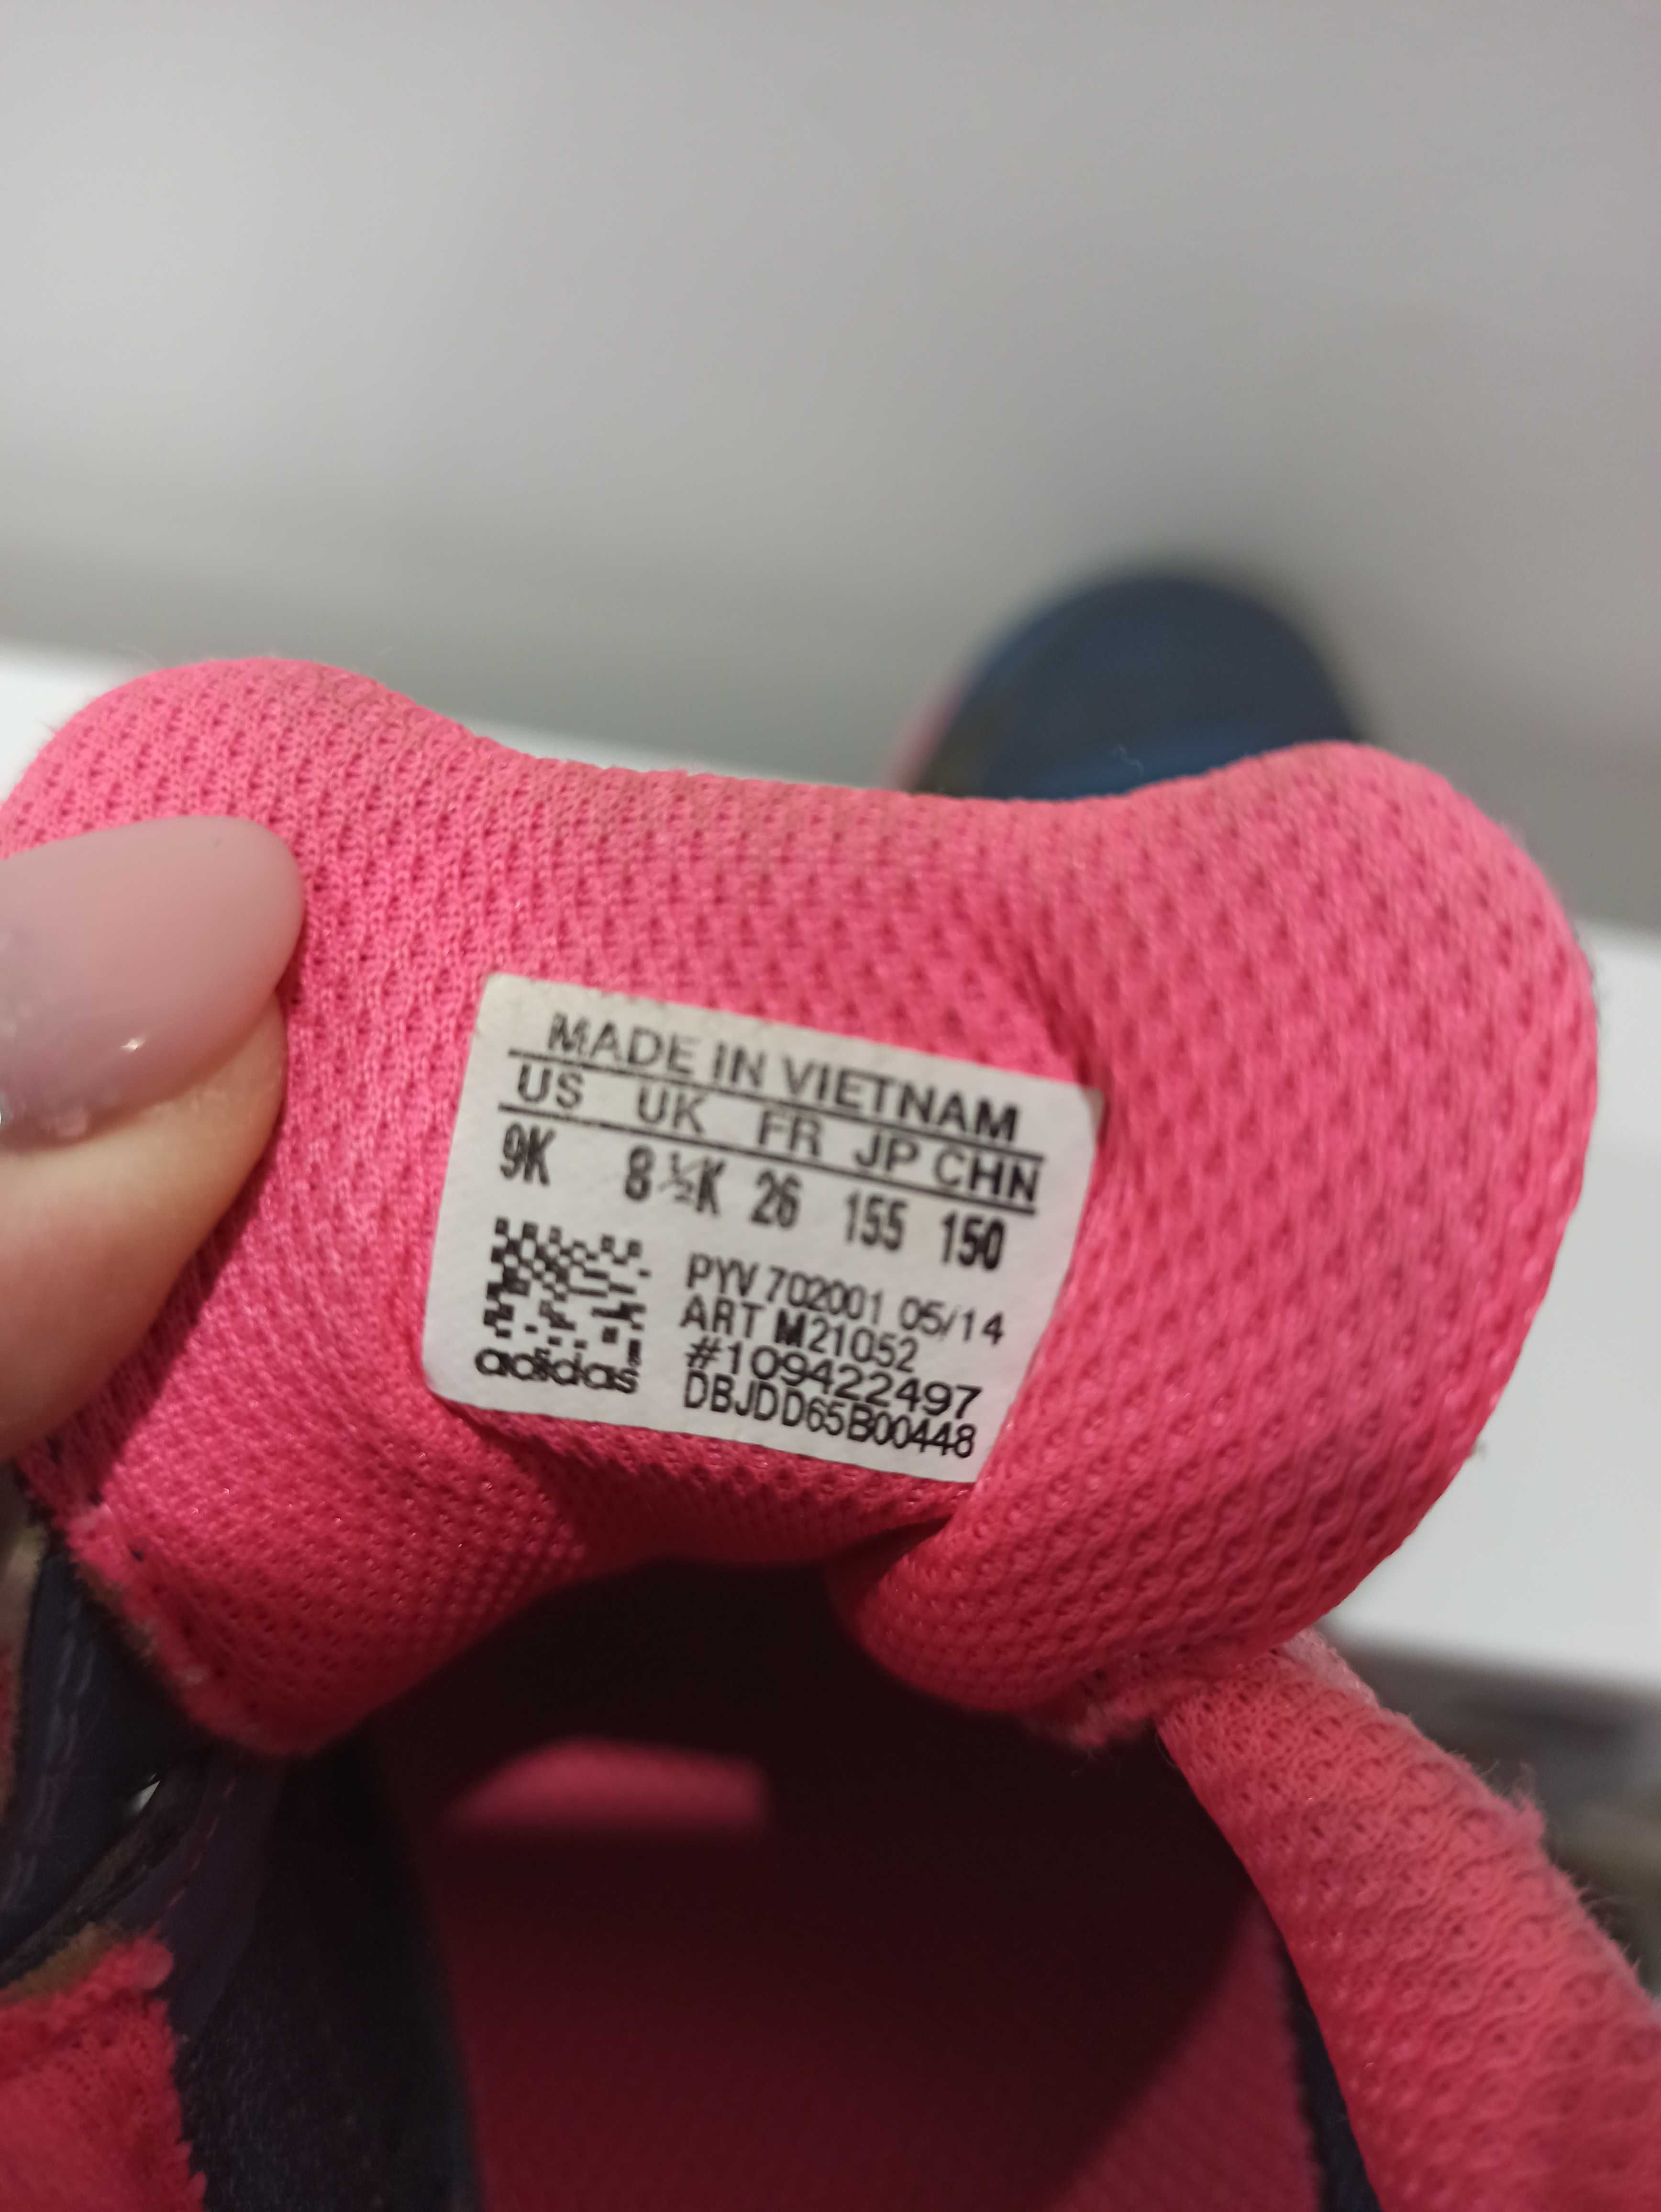 MADE IN VIETNAM
US UK FR JP CHN
9K 8½K 26 155 150
PYV 702001 05/14
ART M21052
#109422497
DBJDD65B00448
adidas